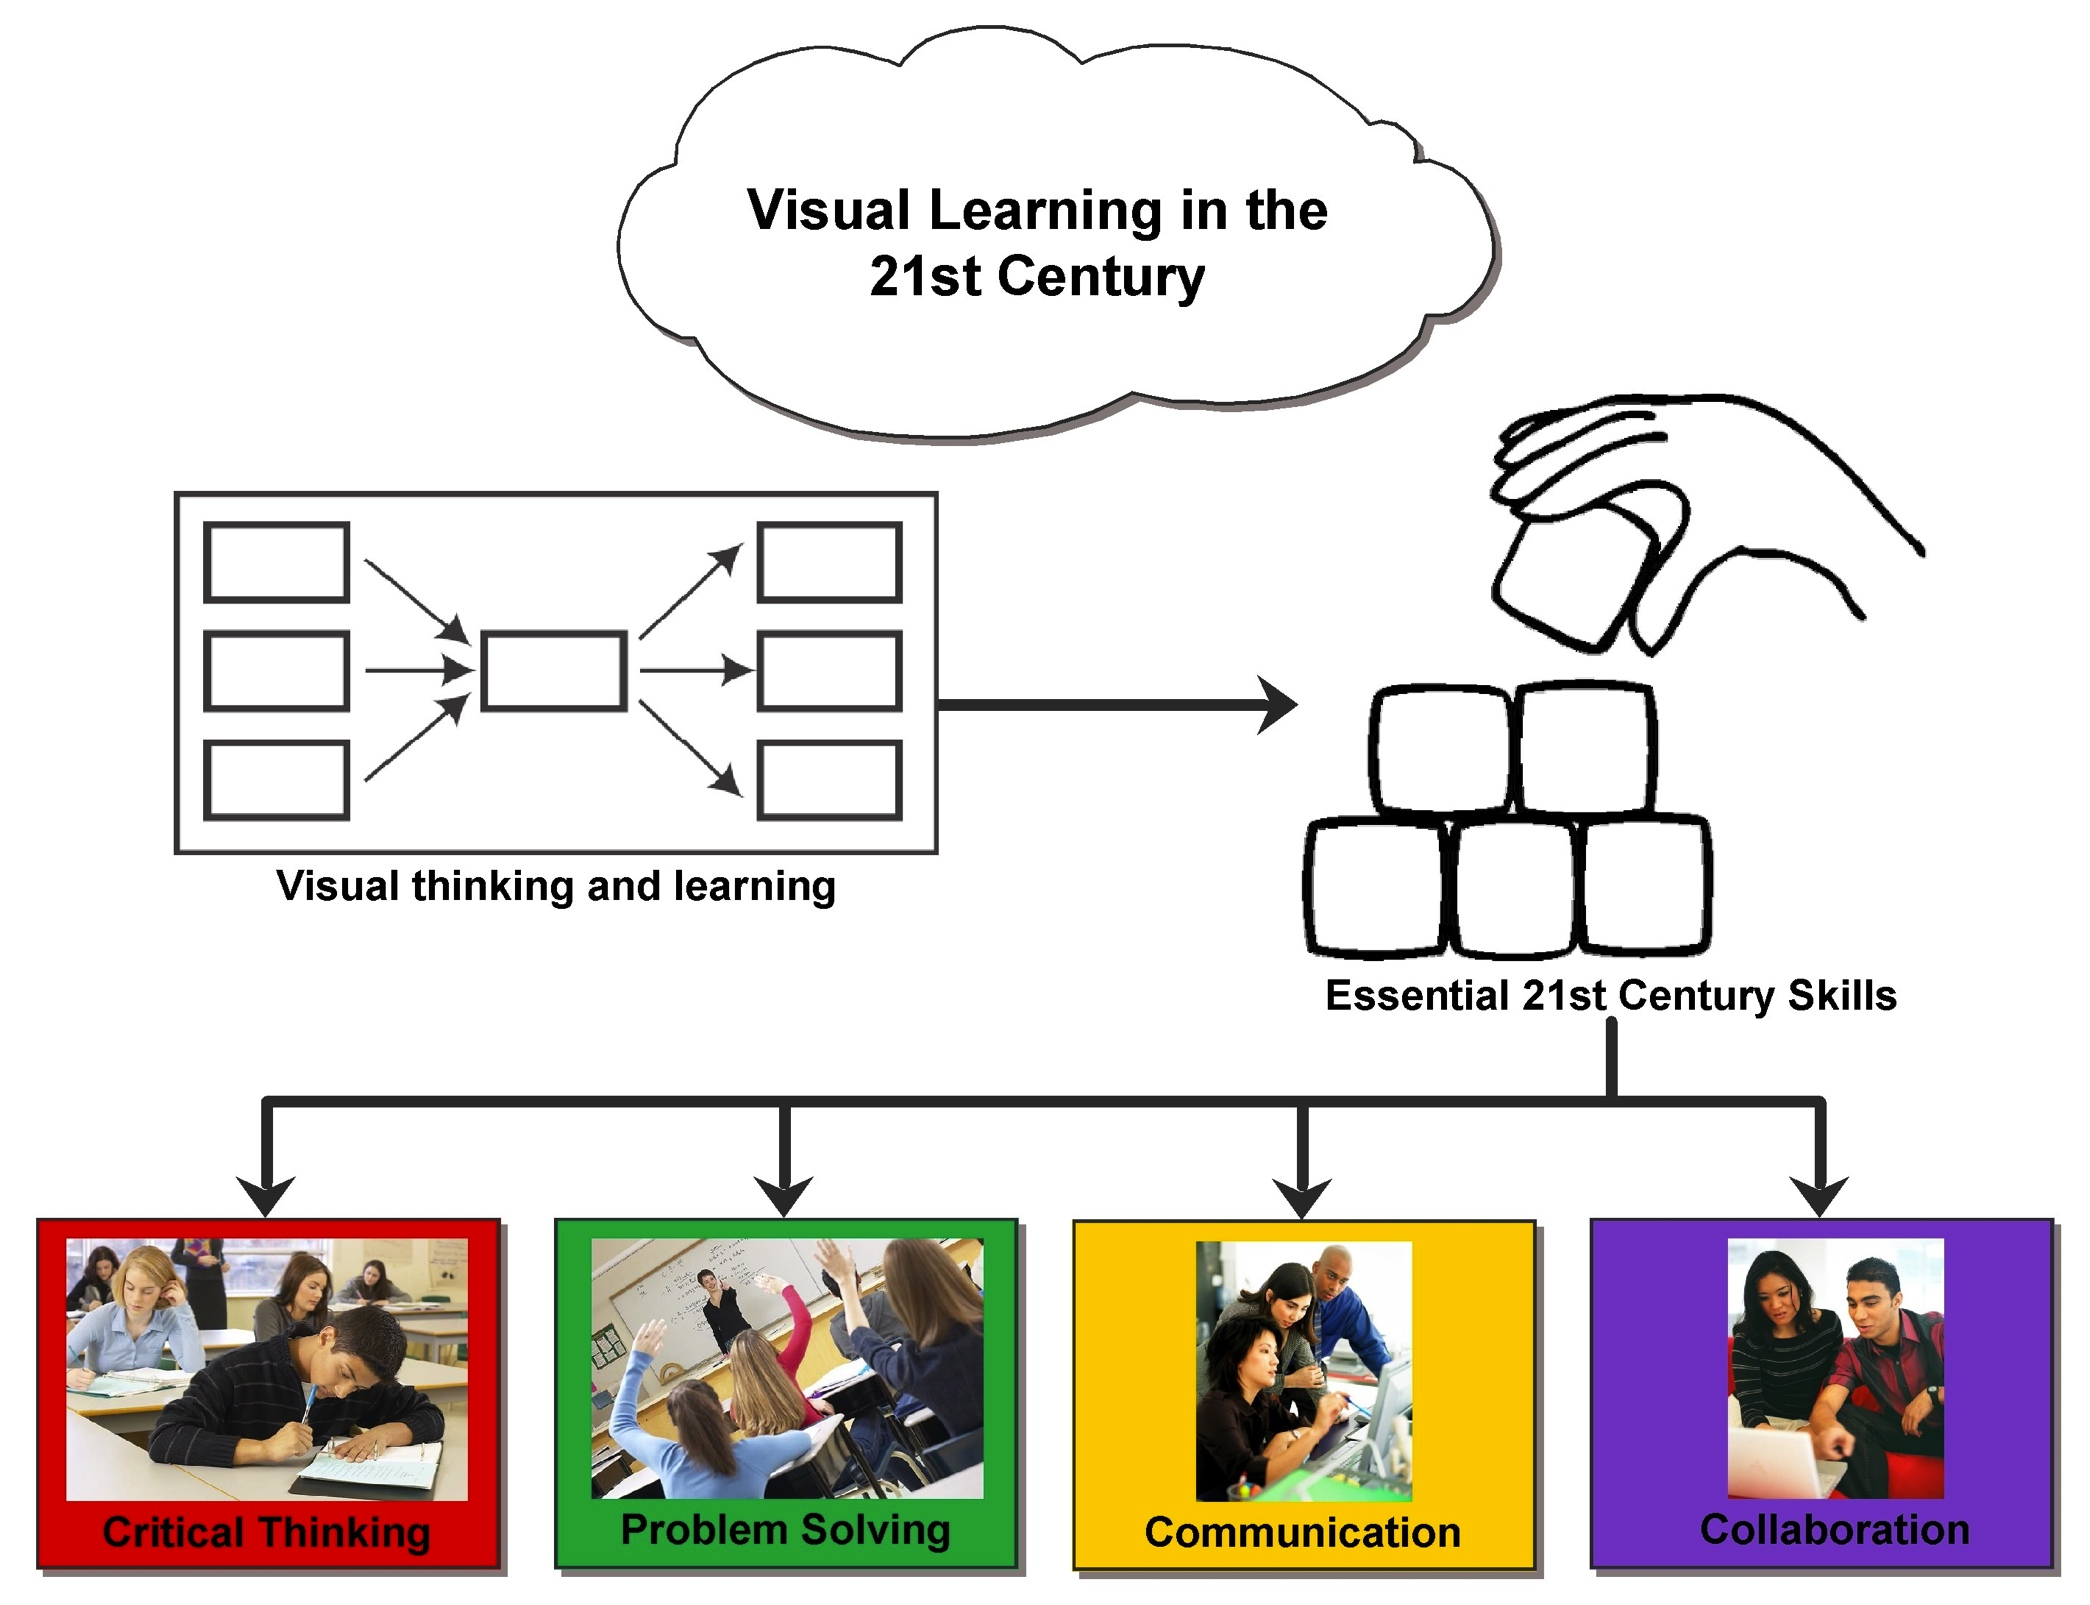 Visual Learning in the
21st Century
Visual thinking and learning
Essential 21st Century Skills
Critical Thinking
Problem Solving
Communication
Collaboration